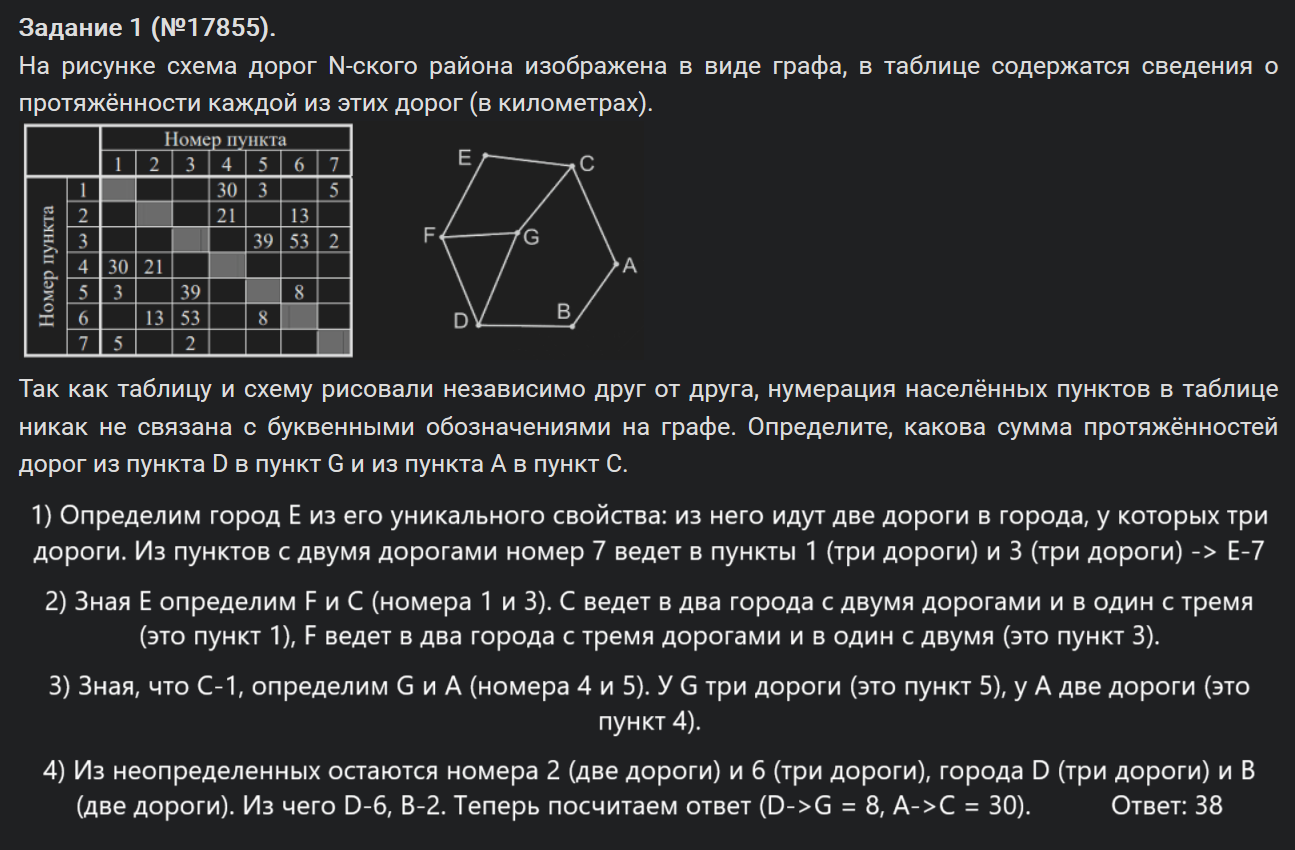 Задание 1 (№17855).
На рисунке схема дорог N-ского района изображена в виде графа, в таблице содержатся сведения о
протяжённости каждой из этих дорог (в километрах).
Номер пункта
1 2 3 4 5 6 7
Номер пункта
1 30 3 5
2 21 13
3 39 53 2
4 30 21
5 3 39 8
6 13 53 8
7 5 2
E
C
F
G
A
D
B
Так как таблицу и схему рисовали независимо друг от друга, нумерация населённых пунктов в таблице
никак не связана с буквенными обозначениями на графе. Определите, какова сумма протяжённостей
дорог из пункта D в пункт G и из пункта A в пункт C.
1) Определим город E из его уникального свойства: из него идут две дороги в города, у которых три
дороги. Из пунктов с двумя дорогами номер 7 ведет в пункты 1 (три дороги) и 3 (три дороги) -> E-7
2) Зная E определим F и C (номера 1 и 3). C ведет в два города с двумя дорогами и в один с тремя
(это пункт 1), F ведет в два города с тремя дорогами и в один с двумя (это пункт 3).
3) Зная, что C-1, определим G и A (номера 4 и 5). У G три дороги (это пункт 5), у A две дороги (это
пункт 4).
4) Из неопределенных остаются номера 2 (две дороги) и 6 (три дороги), города D (три дороги) и B
(две дороги). Из чего D-6, B-2. Теперь посчитаем ответ (D->G = 8, A->C = 30). Ответ: 38